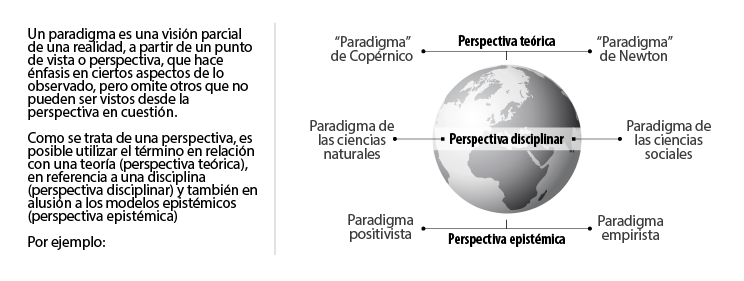 Un paradigma es una visión parcial
de una realidad, a partir de un punto
de vista o perspectiva, que hace
énfasis en ciertos aspectos de lo
observado, pero omite otros que no
pueden ser vistos desde la
perspectiva en cuestión.
Como se trata de una perspectiva, es
posible utilizar el término en relación
con una teoría (perspectiva teórica),
en referencia a una disciplina
(perspectiva disciplinar) y también en
alusión a los modelos epistémicos
(perspectiva epistémica)
Por ejemplo:
“Paradigma”
de Copérnico
Perspectiva teórica
“Paradigma”
de Newton
Paradigma de
las ciencias
naturales
Perspectiva disciplinar
Paradigma de
las ciencias
sociales
Paradigma
positivista
Perspectiva epistémica
Paradigma
empirista